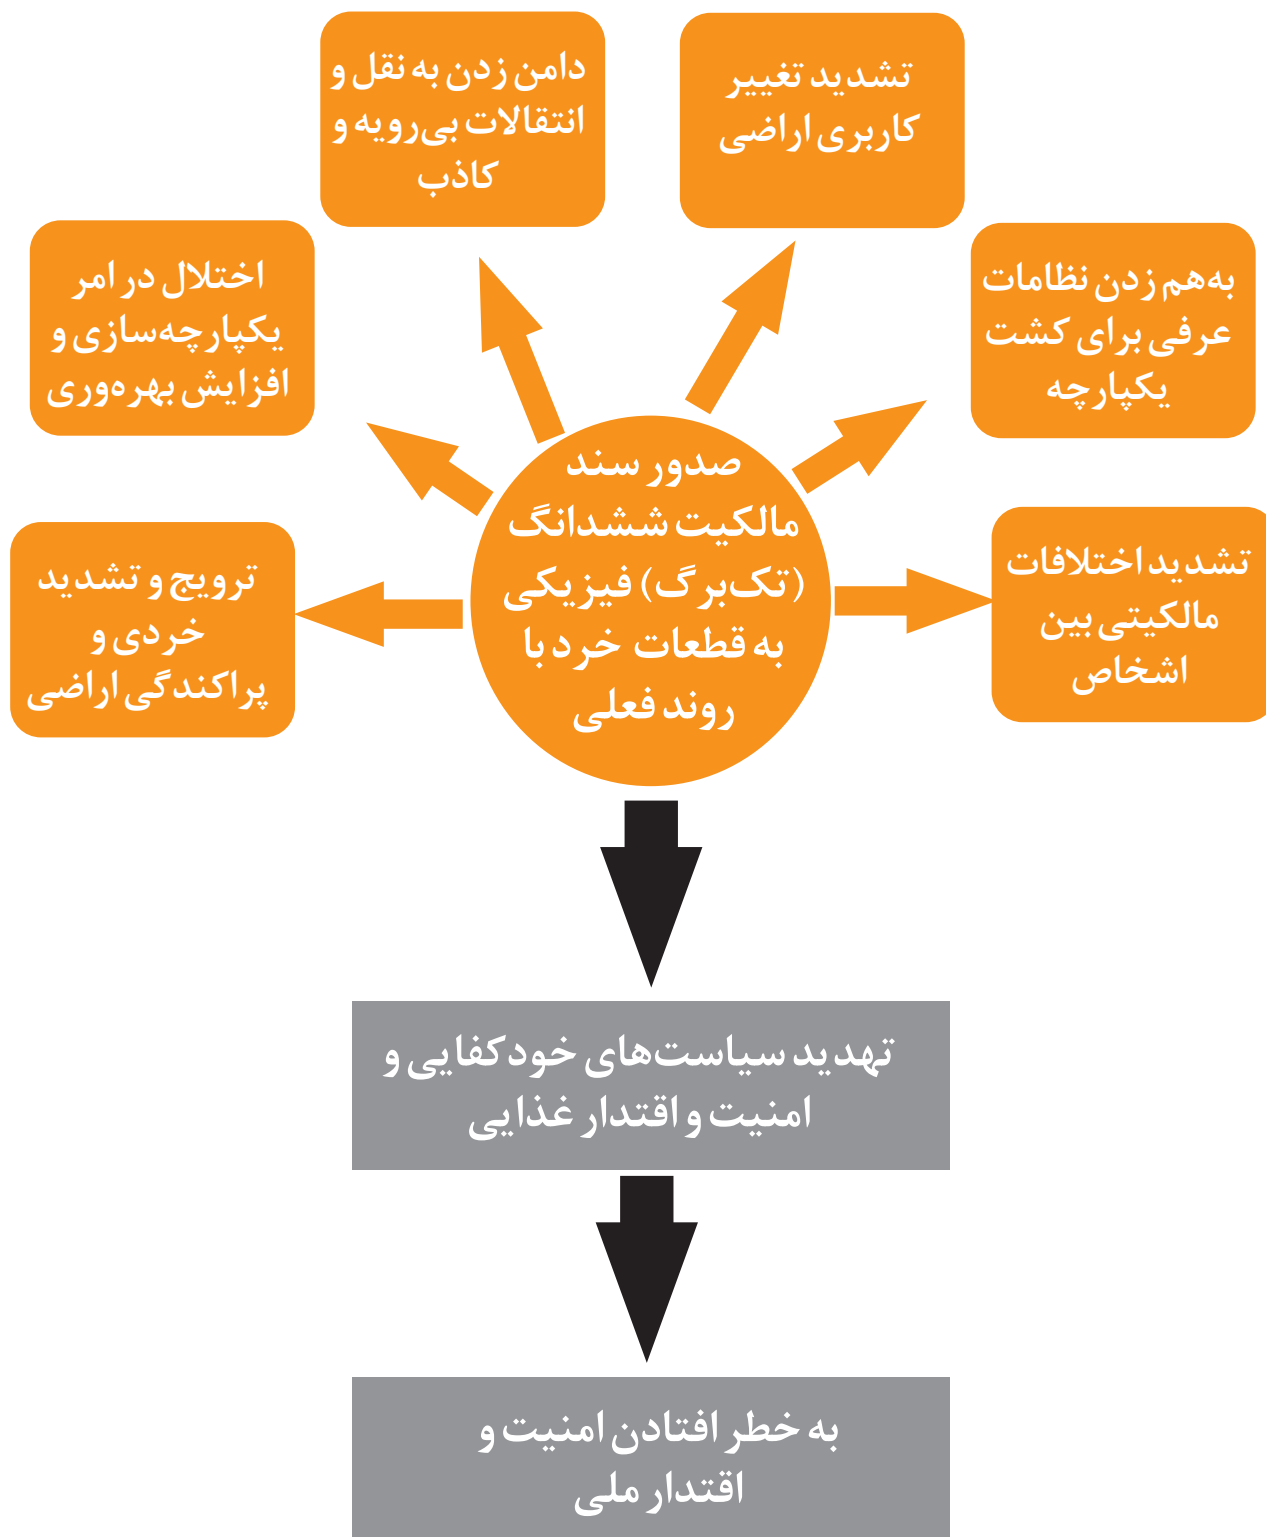 دامن زدن به نقل و
انتقالات بی‌رویه و
کاذب
تشدید تغییر
کاربری اراضی
اختلال در امر
یکپارچه‌سازی و
افزایش بهره‌وری
به‌هم زدن نظامات
عرفی برای کشت
یکپارچه
ترویج و تشدید
خردی و
پراکندگی اراضی
صدور سند
مالکیت ششدانگ
(تک‌برگ) فیزیکی
به قطعات خرد با
روند فعلی
تشدید اختلافات
مالکیتی بین
اشخاص
تهدید سیاست‌های خودکفایی و
امنیت و اقتدار غذایی
به خطر افتادن امنیت و
اقتدار ملی